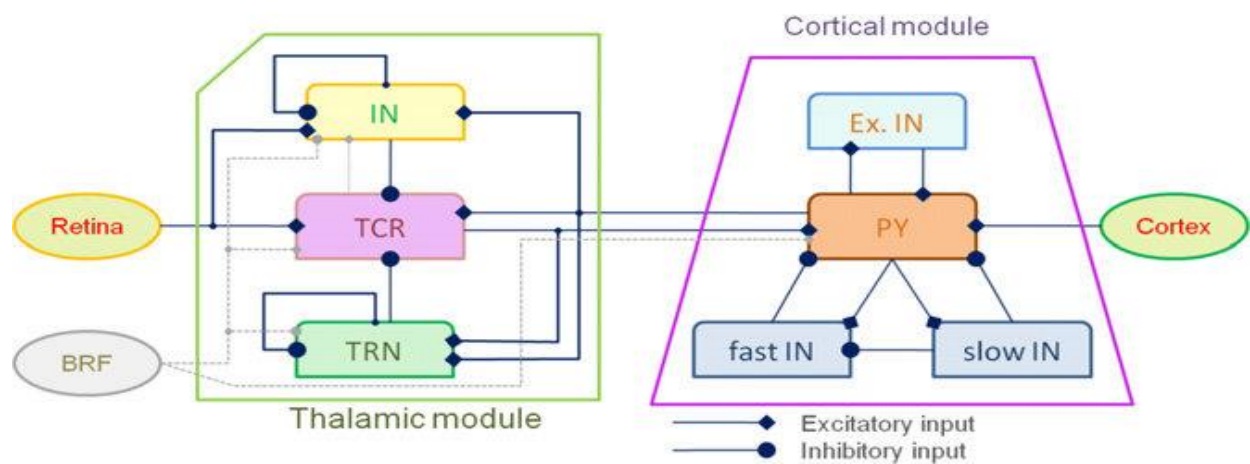 Cortical module
IN
Ex. IN
Retina
TCR
PY
Cortex
BRF
TRN
fast IN
slow IN
Thalamic module
Excitatory input
Inhibitory input